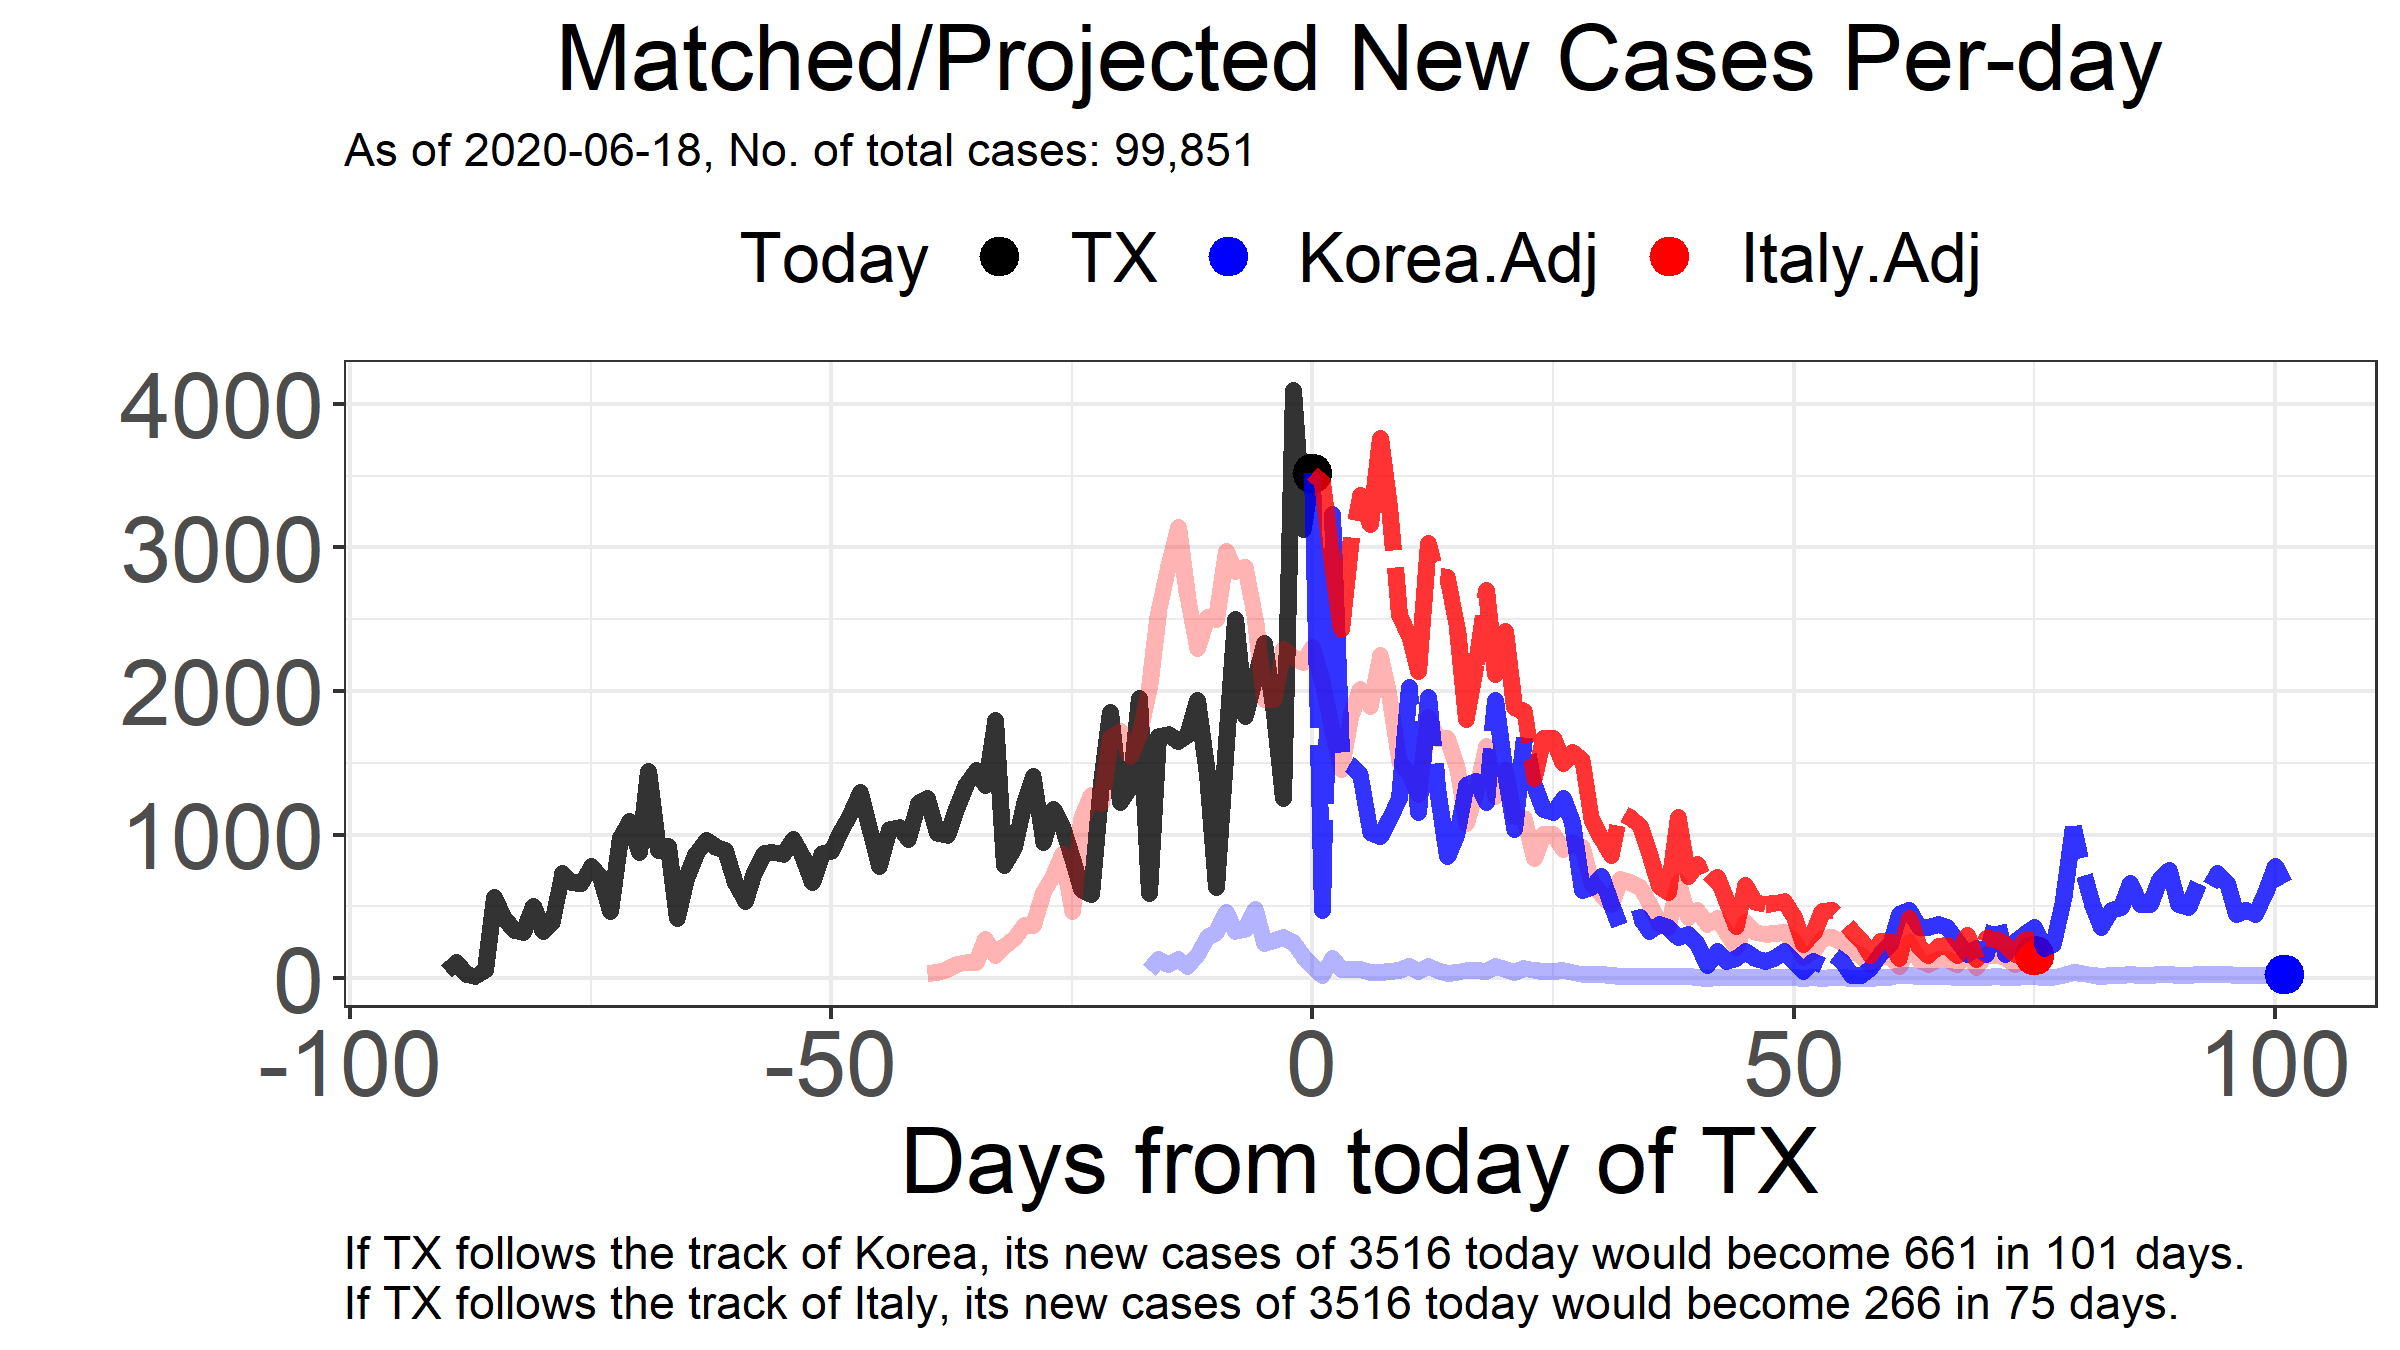 Matched/Projected New Cases Per-day
As of 2020-06-18, No. of total cases: 99,851
Today TX Korea.Adj Italy.Adj
4000
3000
2000
1000
0
-100 -50 0 50 100
Days from today of TX
If TX follows the track of Korea, its new cases of 3516 today would become 661 in 101 days.
If TX follows the track of Italy, its new cases of 3516 today would become 266 in 75 days.